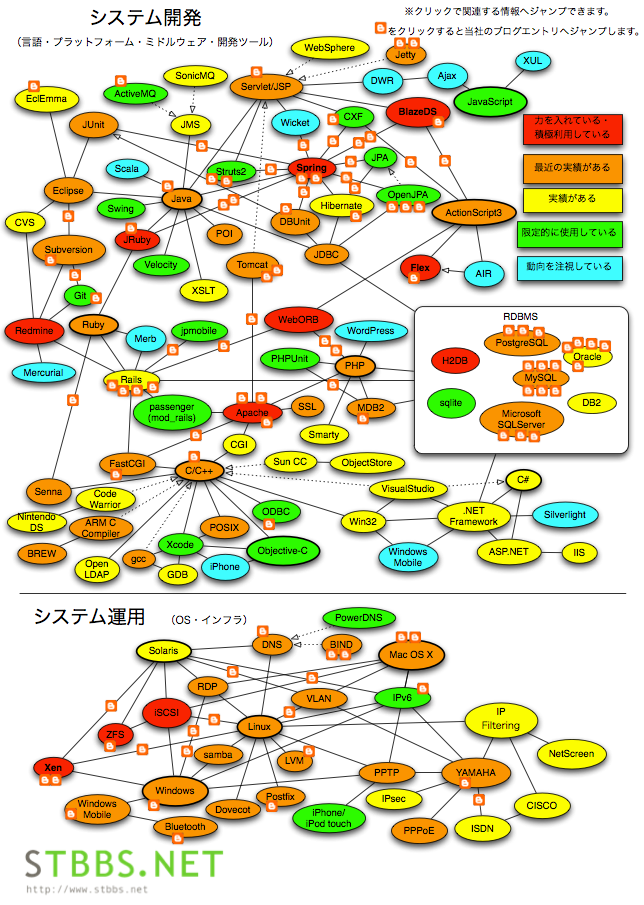 システム開発
(言語・プラットフォーム・ミドルウェア・開発ツール)
※クリックで関連する情報へジャンプできます。
をクリックすると当社のブログエントリへジャンプします。
WebSphere
Jetty
SonicMQ
EclEmma
ActiveMQ
Servlet/JSP
DWR
Ajax
XUL
JavaScript
JUnit
JMS
Wicket
CXF
BlazeDS
力を入れている・
積極利用している
最近の実績がある
実績がある
限定的に使用している
動向を注視している
Scala
Struts2
Spring
JPA
Eclipse
Java
Hibernate
OpenJPA
Swing
CVS
DBUnit
ActionScript3
JRuby
POI
Subversion
JDBC
Velocity
Tomcat
Flex
AIR
XSLT
Git
Redmine
Ruby
Merb
jpmobile
WebORB
WordPress
RDBMS
PostgreSQL
Oracle
H2DB
MySQL
Mercurial
Rails
PHPUnit
PHP
sqlite
DB2
Microsoft
SQLServer
passenger
(mod_rails)
Apache
SSL
MDB2
Smarty
CGI
FastCGI
C/C++
Sun CC
ObjectStore
Senna
Code
Warrior
VisualStudio
C#
Nintendo
DS
ARM C
Compiler
ODBC
POSIX
Win32
.NET
Framework
Silverlight
BREW
gcc
Xcode
Objective-C
Windows
Mobile
ASP.NET
IIS
Open
LDAP
GDB
iPhone
システム運用
(OS・インフラ)
PowerDNS
Solaris
DNS
BIND
Mac OS X
RDP
VLAN
IPv6
iSCSI
Linux
IP
Filtering
ZFS
samba
LVM
NetScreen
Xen
Windows
PPTP
YAMAHA
Windows
Mobile
Dovecot
Postfix
iPhone/
iPod touch
IPsec
CISCO
Bluetooth
PPPoE
ISDN
STBBS.NET
http://www.stbbs.net